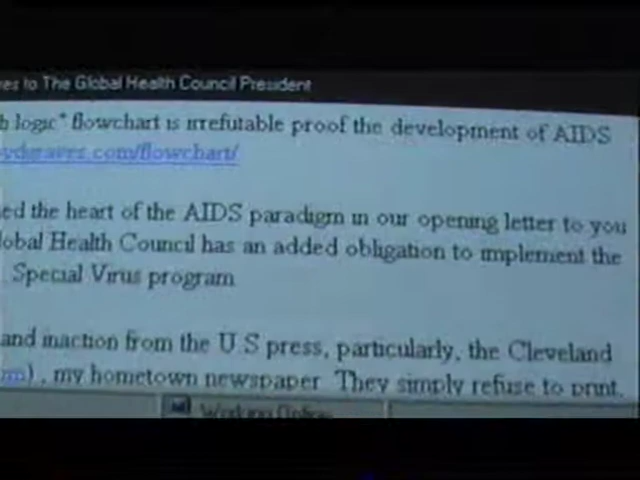 es to The Global Health Council President
h logic" flowchart is irrefutable proof the development of AIDS
ydgraves.com/flowchart/
ed the heart of the AIDS paradigm in our opening letter to you
lobal Health Council has an added obligation to implement the
Special Virus program
and inaction from the U.S press, particularly, the Cleveland
m) , my hometown newspaper. They simply refuse to print.
Working Online